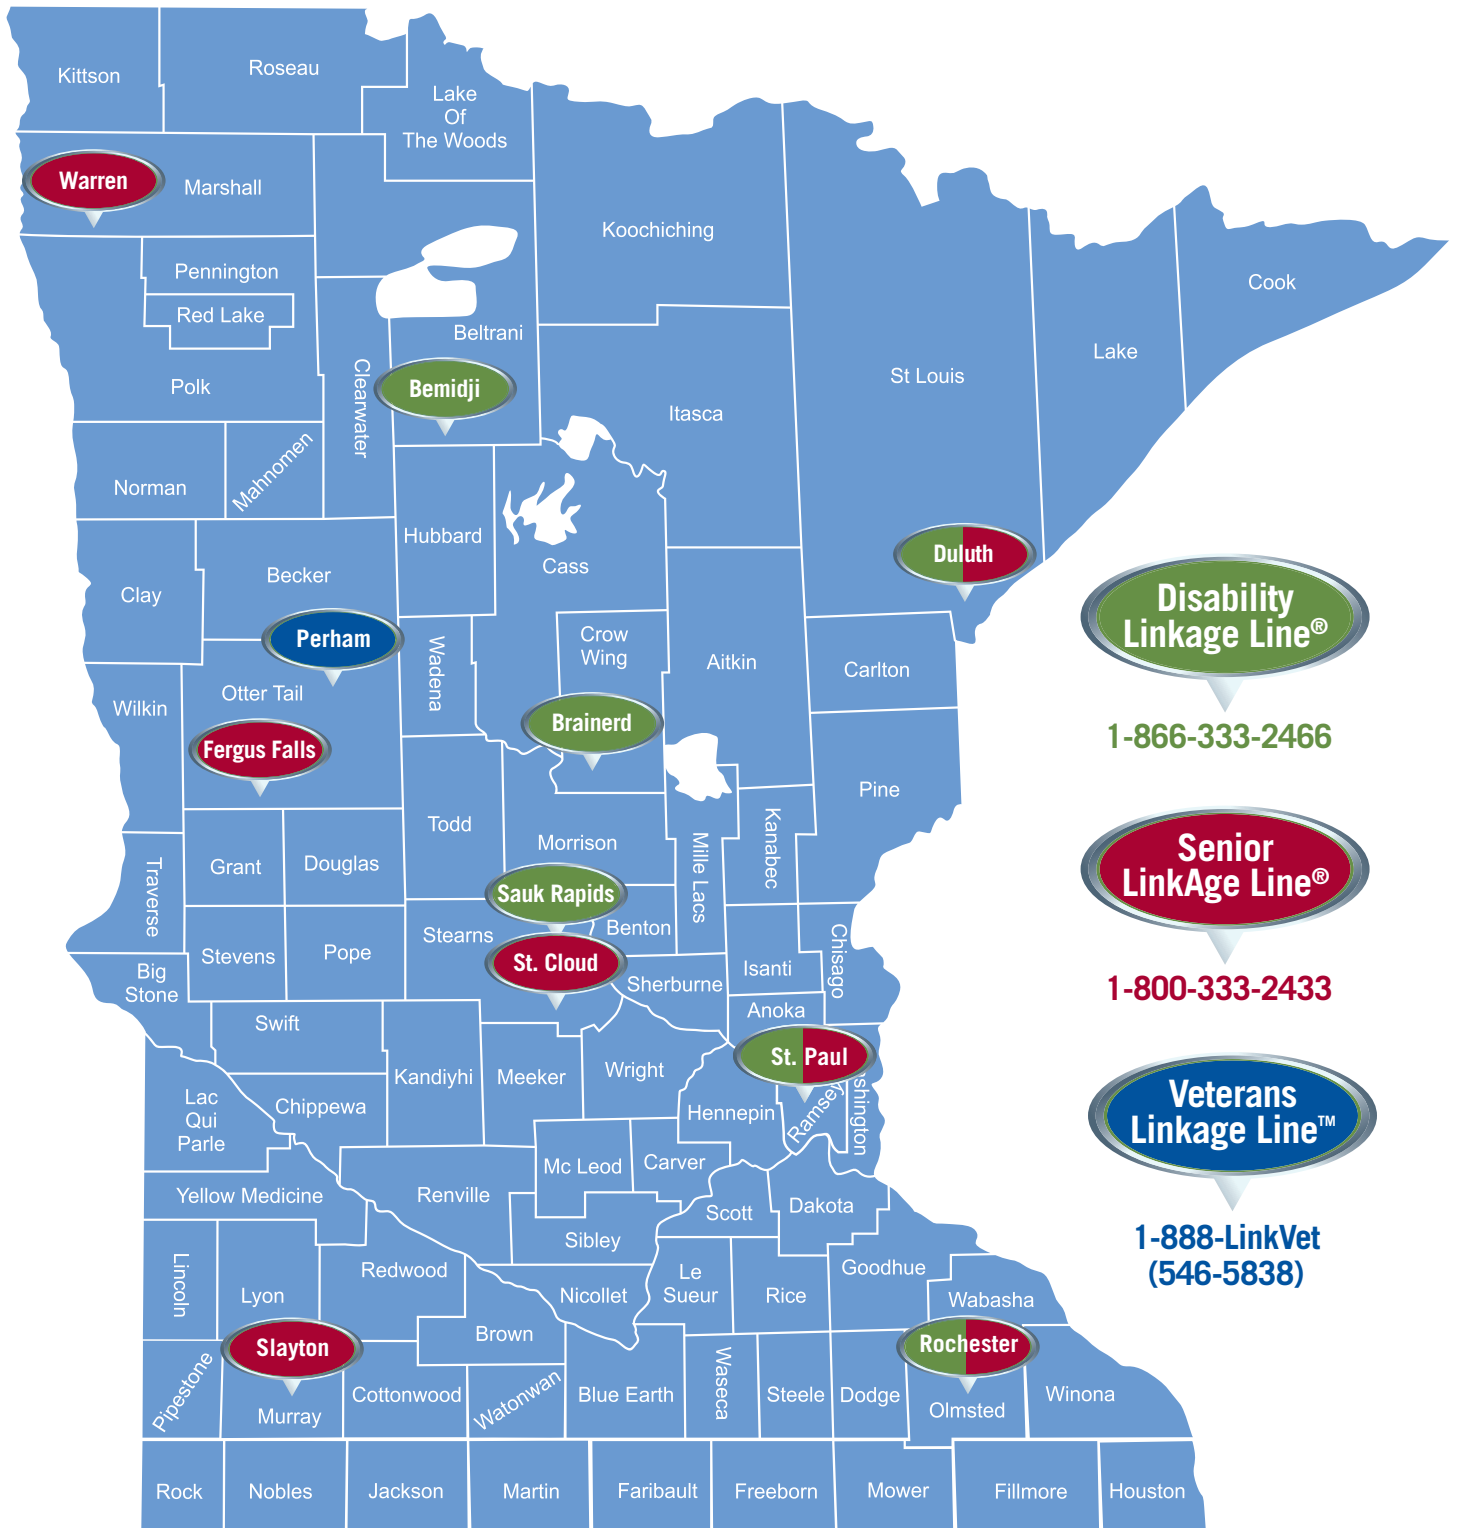 Kittson
Roseau
Lake
Of
The Woods
Warren
Marshall
Koochiching
Pennington
Red Lake
Beltrani
Cook
Lake
St Louis
Polk
Clearwater
Bemidji
Itasca
Norman
Mahnomen
Hubbard
Cass
Duluth
Becker
Clay
Perham
Wadena
Crow
Wing
Aitkin
Carlton
Otter Tail
Wilkin
Brainerd
Fergus Falls
Pine
Todd
Morrison
Mille Lacs
Kanabec
Grant
Douglas
Traverse
Sauk Rapids
Benton
Stearns
Stevens
Pope
St. Cloud
Sherburne
Isanti
Chisago
Big
Stone
Anoka
Swift
St. Paul
Kandiyhi
Meeker
Wright
Lac
Qui
Parle
Chippewa
Hennepin
Ramsey
shington
Mc Leod
Carver
Yellow Medicine
Renville
Scott
Dakota
Sibley
Lincoln
Lyon
Redwood
Nicollet
Le
Sueur
Rice
Goodhue
Wabasha
Brown
Slayton
Rochester
Pipestone
Murray
Cottonwood
Watonwan
Blue Earth
Waseca
Steele
Dodge
Olmsted
Winona
Rock
Nobles
Jackson
Martin
Faribault
Freeborn
Mower
Fillmore
Houston
Disability
Linkage Line®
1-866-333-2466
Senior
LinkAge Line®
1-800-333-2433
Veterans
Linkage Line™
1-888-LinkVet
(546-5838)